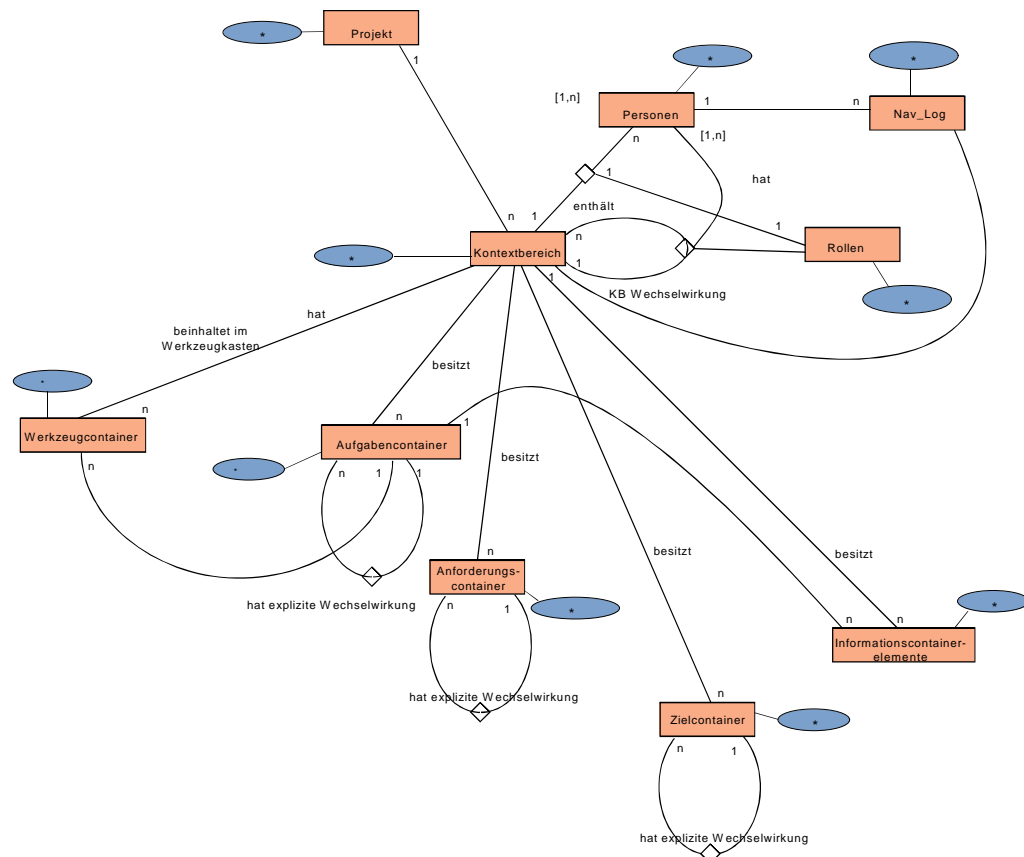 *
Projekt
1
*
*
[1,n]
Personen
1
n
Nav_Log
n
[1,n]
1
hat
enthält
n
1
n
1
Rollen
*
Kontextbereich
1
1
*
KB Wechselwirkung
hat
beinhaltet im
Werkzeugkasten
besitzt
*
n
n
1
Werkzeugcontainer
Aufgabencontainer
n
*
n
1
1
besitzt
n
besitzt
besitzt
Anforderungs-
container
hat explizite Wechselwirkung
n
1
*
*
n
n
Informationscontainer-
elemente
hat explizite Wechselwirkung
n
Zielcontainer
*
n
1
hat explizite Wechselwirkung